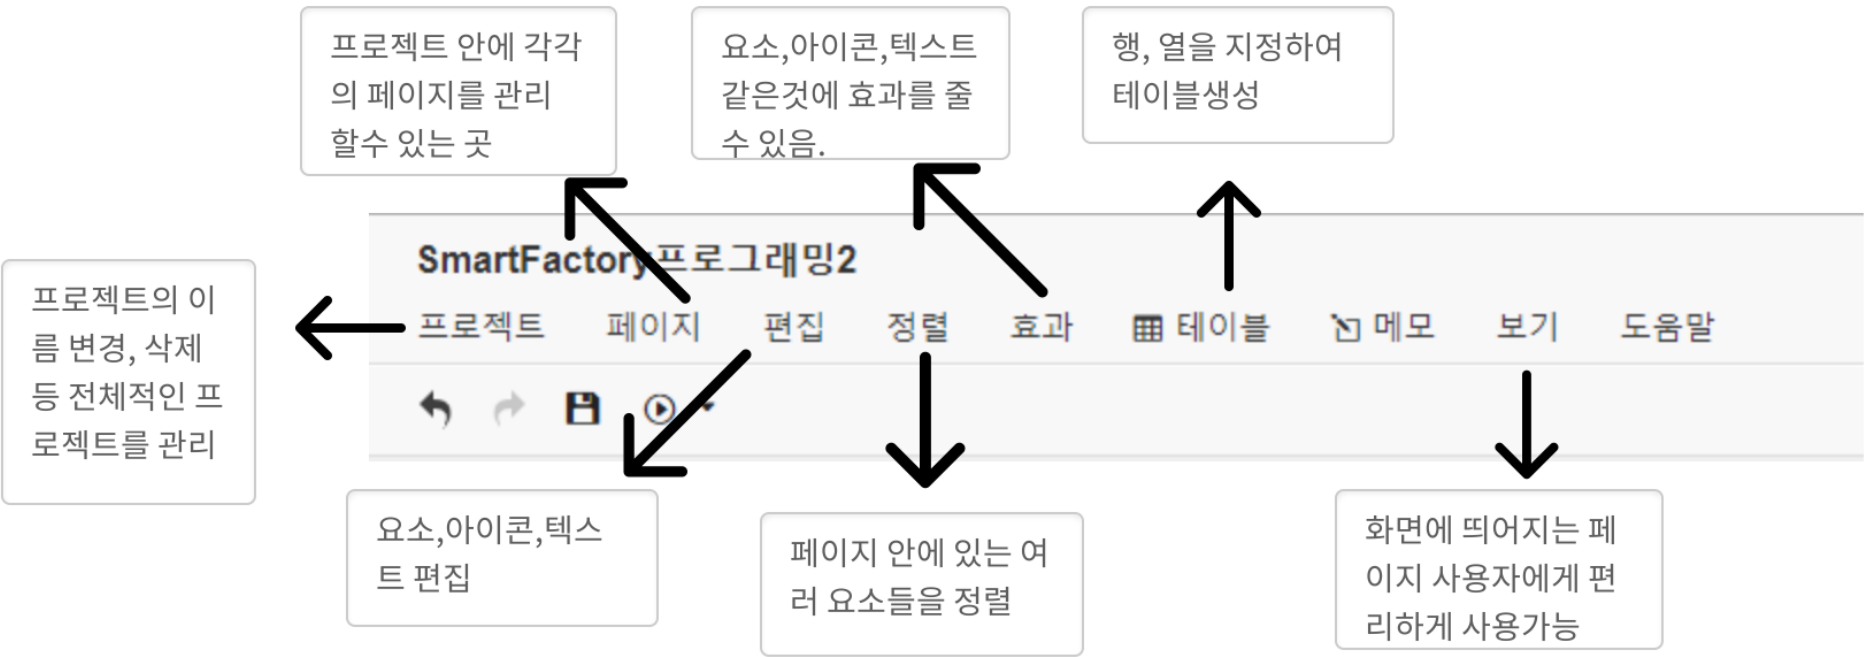 프로젝트 안에 각각
의 페이지를 관리
할수 있는 곳
요소,아이콘,텍스트
같은것에 효과를 줄
수 있음.
행, 열을 지정하여
테이블생성
프로젝트의 이
름 변경, 삭제
등 전체적인 프
로젝트를 관리
SmartFactory프로그래밍2
프로젝트 페이지 편집 정렬 효과 테이블 메모 보기 도움말
요소,아이콘,텍스
트 편집
페이지 안에 있는 여
러 요소들을 정렬
화면에 띄어지는 페
이지 사용자에게 편
리하게 사용가능